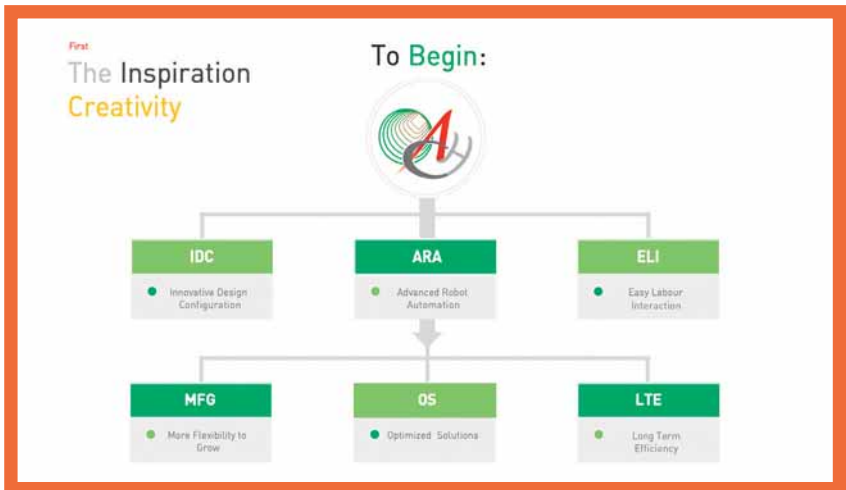 First
The Inspiration
Creativity
To Begin:
ACH
IDC
Innovative Design
Configuration
ARA
Advanced Robot
Automation
ELI
Easy Labour
Interaction
MFG
More Flexibility to
Grow
OS
Optimized Solutions
LTE
Long Term
Efficiency